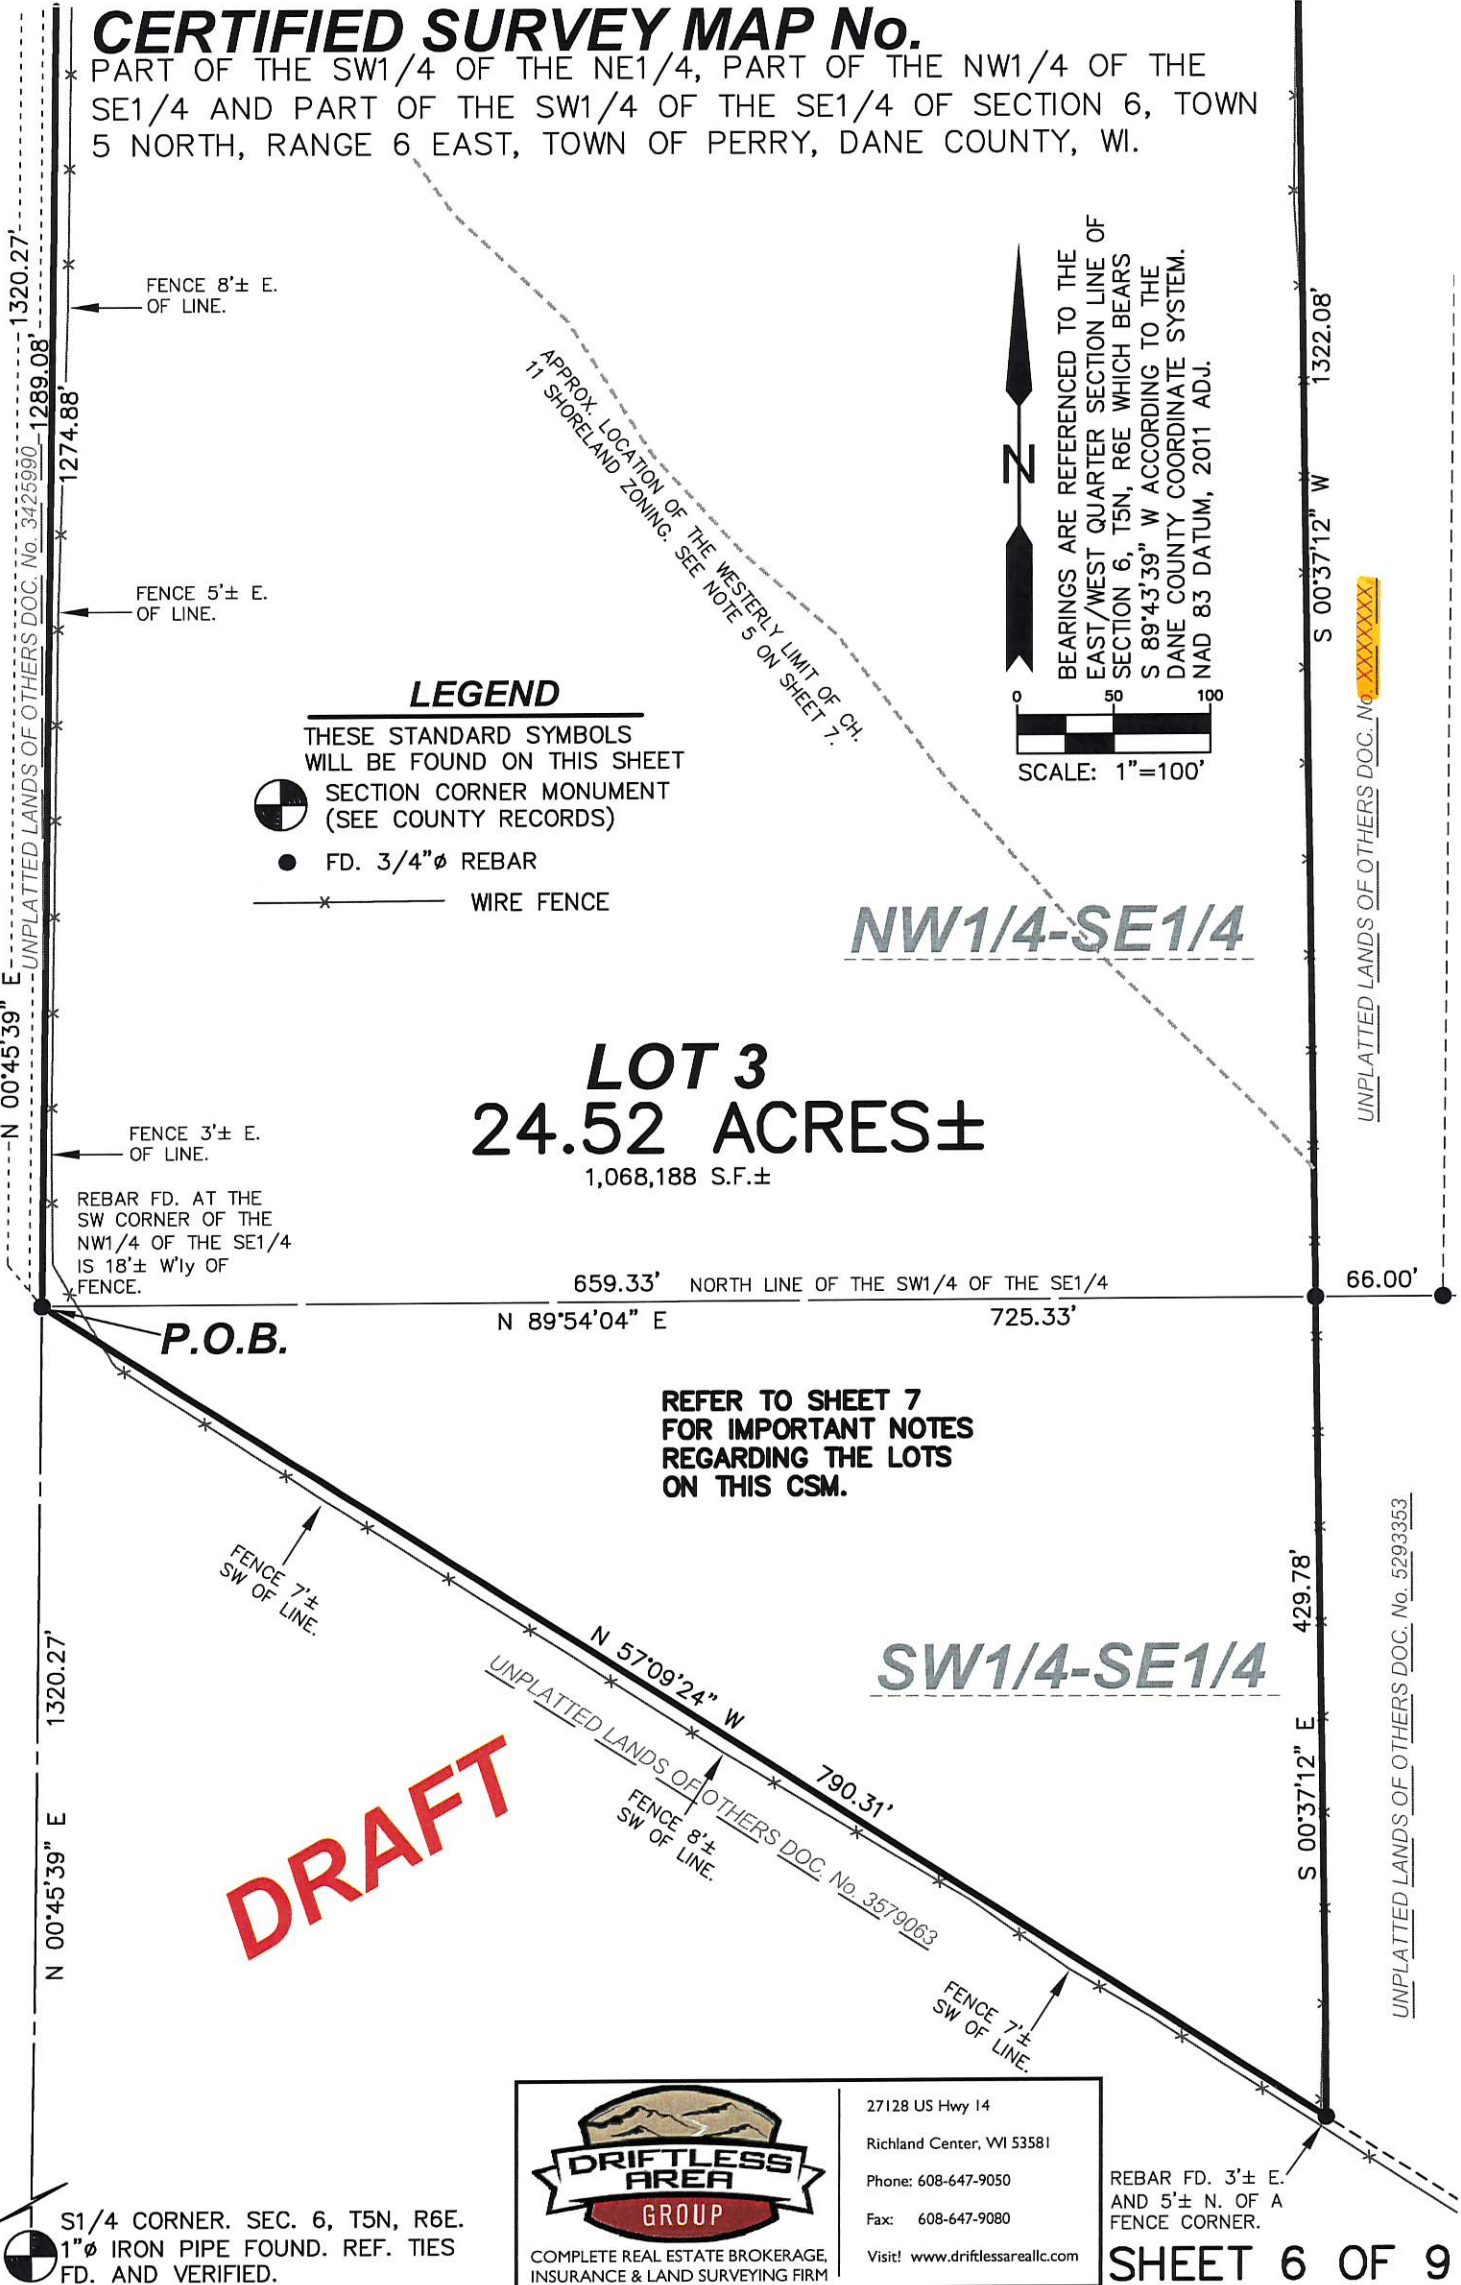 CERTIFIED SURVEY MAP No.
PART OF THE SW1/4 OF THE NE1/4, PART OF THE NW1/4 OF THE
SE1/4 AND PART OF THE SW1/4 OF THE SE1/4 OF SECTION 6, TOWN
5 NORTH, RANGE 6 EAST, TOWN OF PERRY, DANE COUNTY, WI.
N 00°45'39" E
1320.27'
UNPLATTED LANDS OF OTHERS DOC. No. 3425990
1289.08'
1274.88'
FENCE 8'± E.
OF LINE.
FENCE 5'± E.
OF LINE.
APPROX. LOCATION OF THE WESTERLY LIMIT OF CH.
11 SHORELAND ZONING. SEE NOTE 5 ON SHEET 7.
N
BEARINGS ARE REFERENCED TO THE
EAST/WEST QUARTER SECTION LINE OF
SECTION 6, T5N, R6E WHICH BEARS
S 89°43'39" W ACCORDING TO THE
DANE COUNTY COORDINATE SYSTEM.
NAD 83 DATUM, 2011 ADJ.
0 50 100
SCALE: 1"=100'
S 00°37'12" W
1322.08'
UNPLATTED LANDS OF OTHERS DOC. No. XXXXXXX
LEGEND
THESE STANDARD SYMBOLS
WILL BE FOUND ON THIS SHEET
SECTION CORNER MONUMENT
(SEE COUNTY RECORDS)
FD. 3/4"ø REBAR
WIRE FENCE
NW1/4-SE1/4
LOT 3
24.52 ACRES±
1,068,188 S.F.±
FENCE 3'± E.
OF LINE.
REBAR FD. AT THE
SW CORNER OF THE
NW1/4 OF THE SE1/4
IS 18'± W'ly OF
FENCE.
659.33' NORTH LINE OF THE SW1/4 OF THE SE1/4
66.00'
N 89°54'04" E
725.33'
P.O.B.
REFER TO SHEET 7
FOR IMPORTANT NOTES
REGARDING THE LOTS
ON THIS CSM.
FENCE 7'±
SW OF LINE.
N 57°09'24" W
790.31'
UNPLATTED LANDS OF OTHERS DOC. No. 3579063
FENCE 8'±
SW OF LINE.
FENCE 7'±
SW OF LINE.
SW1/4-SE1/4
S 00°37'12" E
429.78'
UNPLATTED LANDS OF OTHERS DOC. No. 5293353
N 00°45'39" E
1320.27'
DRAFT
S1/4 CORNER. SEC. 6, T5N, R6E.
1"ø IRON PIPE FOUND. REF. TIES
FD. AND VERIFIED.
DRIFTLESS
AREA
GROUP
COMPLETE REAL ESTATE BROKERAGE,
INSURANCE & LAND SURVEYING FIRM
27128 US Hwy 14
Richland Center, WI 53581
Phone: 608-647-9050
Fax: 608-647-9080
Visit! www.driftlessareallc.com
REBAR FD. 3'± E.
AND 5'± N. OF A
FENCE CORNER.
SHEET 6 OF 9